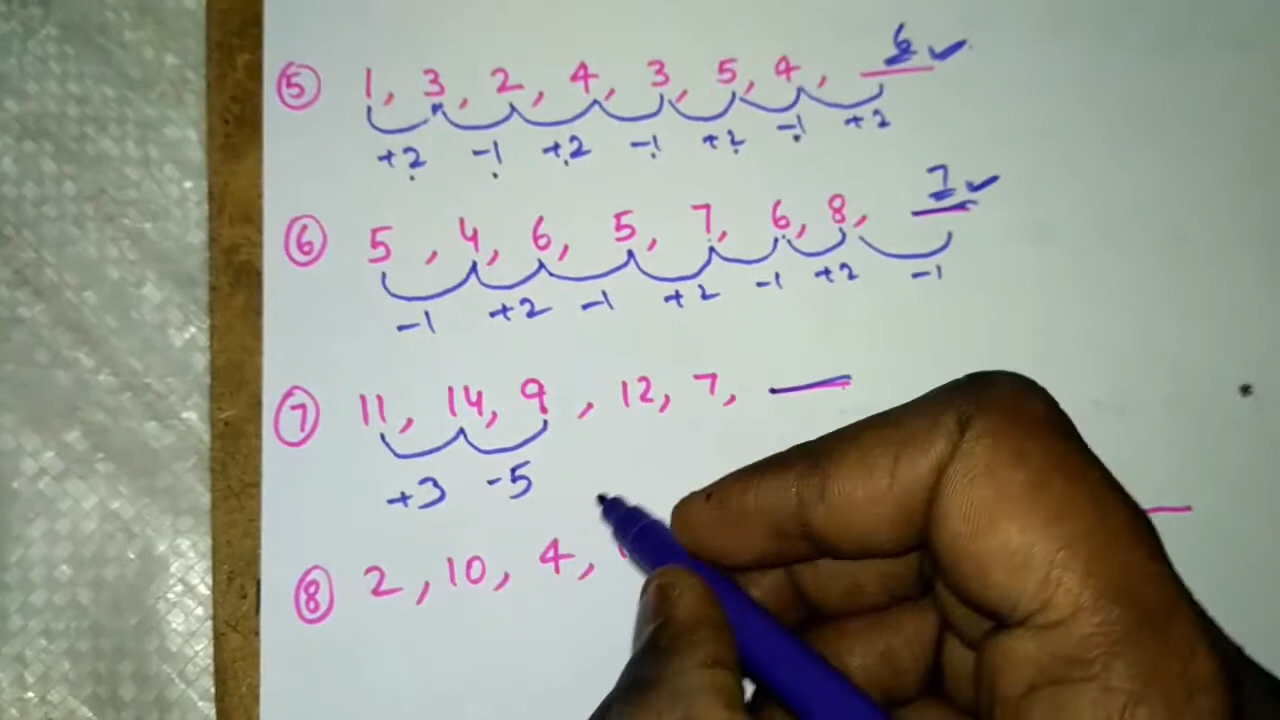 ⑤ 1, 3, 2, 4, 3, 5, 4, 6 ✓
+2 -1 +2 -1 +2 -1 +2
⑥ 5, 4, 6, 5, 7, 6, 8, 7 ✓
-1 +2 -1 +2 -1 +2 -1
⑦ 11, 14, 9, 12, 7, __
+3 -5
⑧ 2, 10, 4,